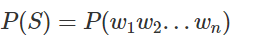 P(S) = P(w₁w₂...wₙ)